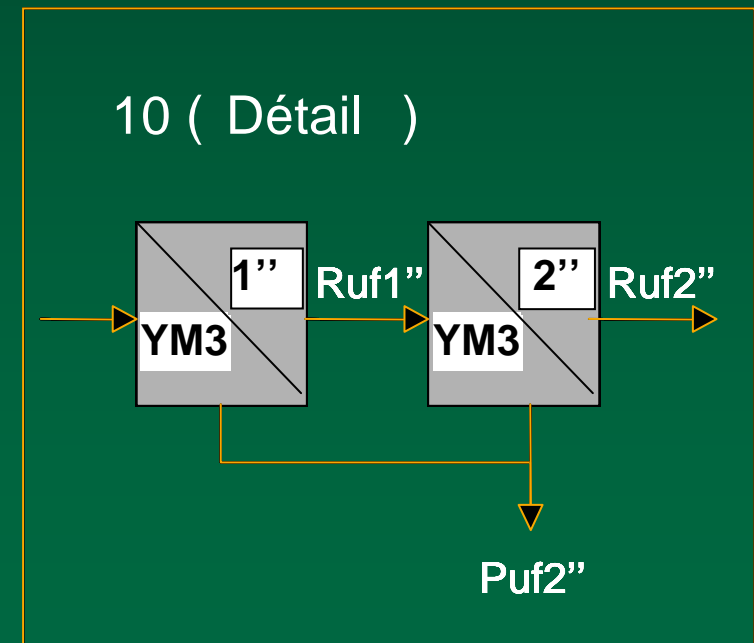 10 ( Détail )
1’’
Ruf1”
2’’
Ruf2”
YM3
YM3
Puf2’’